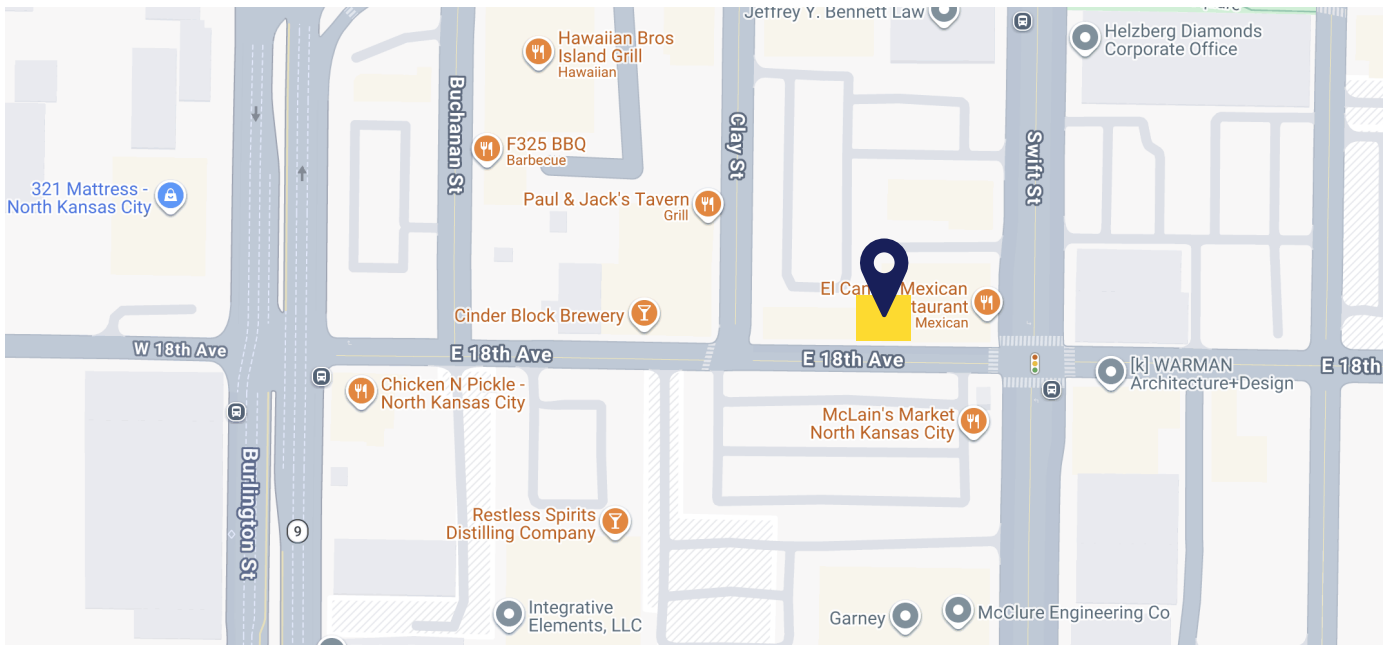 Jeffrey Y. Bennett Law
Helzberg Diamonds
Corporate Office
Hawaiian Bros
Island Grill
Hawaiian
Buchanan St
Clay St
Swift St
F325 BBQ
Barbecue
321 Mattress -
North Kansas City
Paul & Jack's Tavern
Grill
El Ca Mexican
taurant
Mexican
Cinder Block Brewery
W 18th Ave
E 18th Ave
E 18th Ave
E 18th
[k] WARMAN
Architecture+Design
Chicken N Pickle -
North Kansas City
McLain's Market
North Kansas City
Burlington St
9
Restless Spirits
Distilling Company
Integrative
Elements, LLC
Garney
McClure Engineering Co